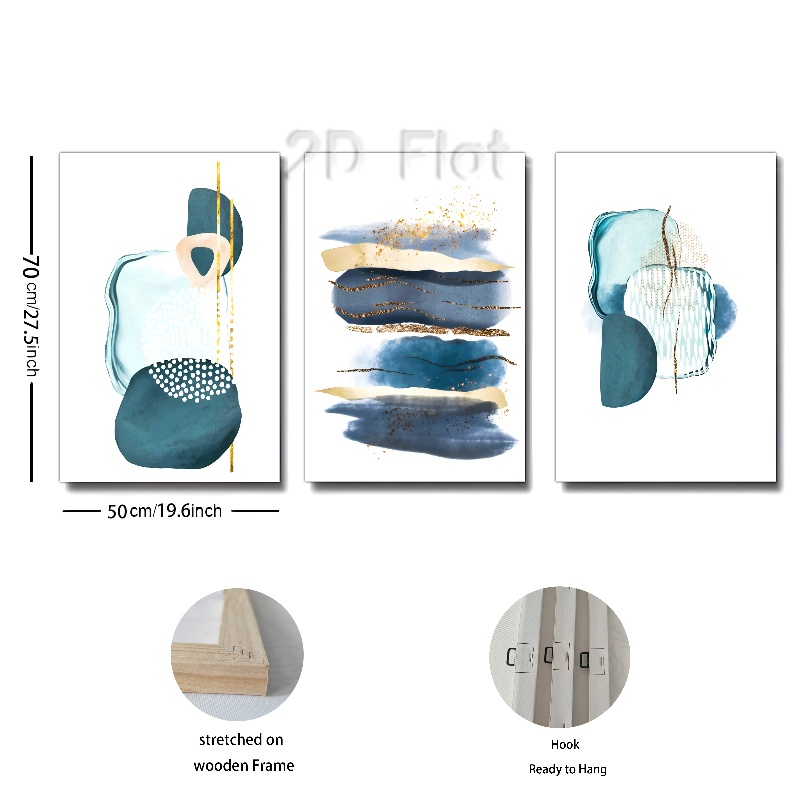 2D Flat
70 cm/27.5inch
50 cm/19.6inch
stretched on
wooden Frame
Hook
Ready to Hang